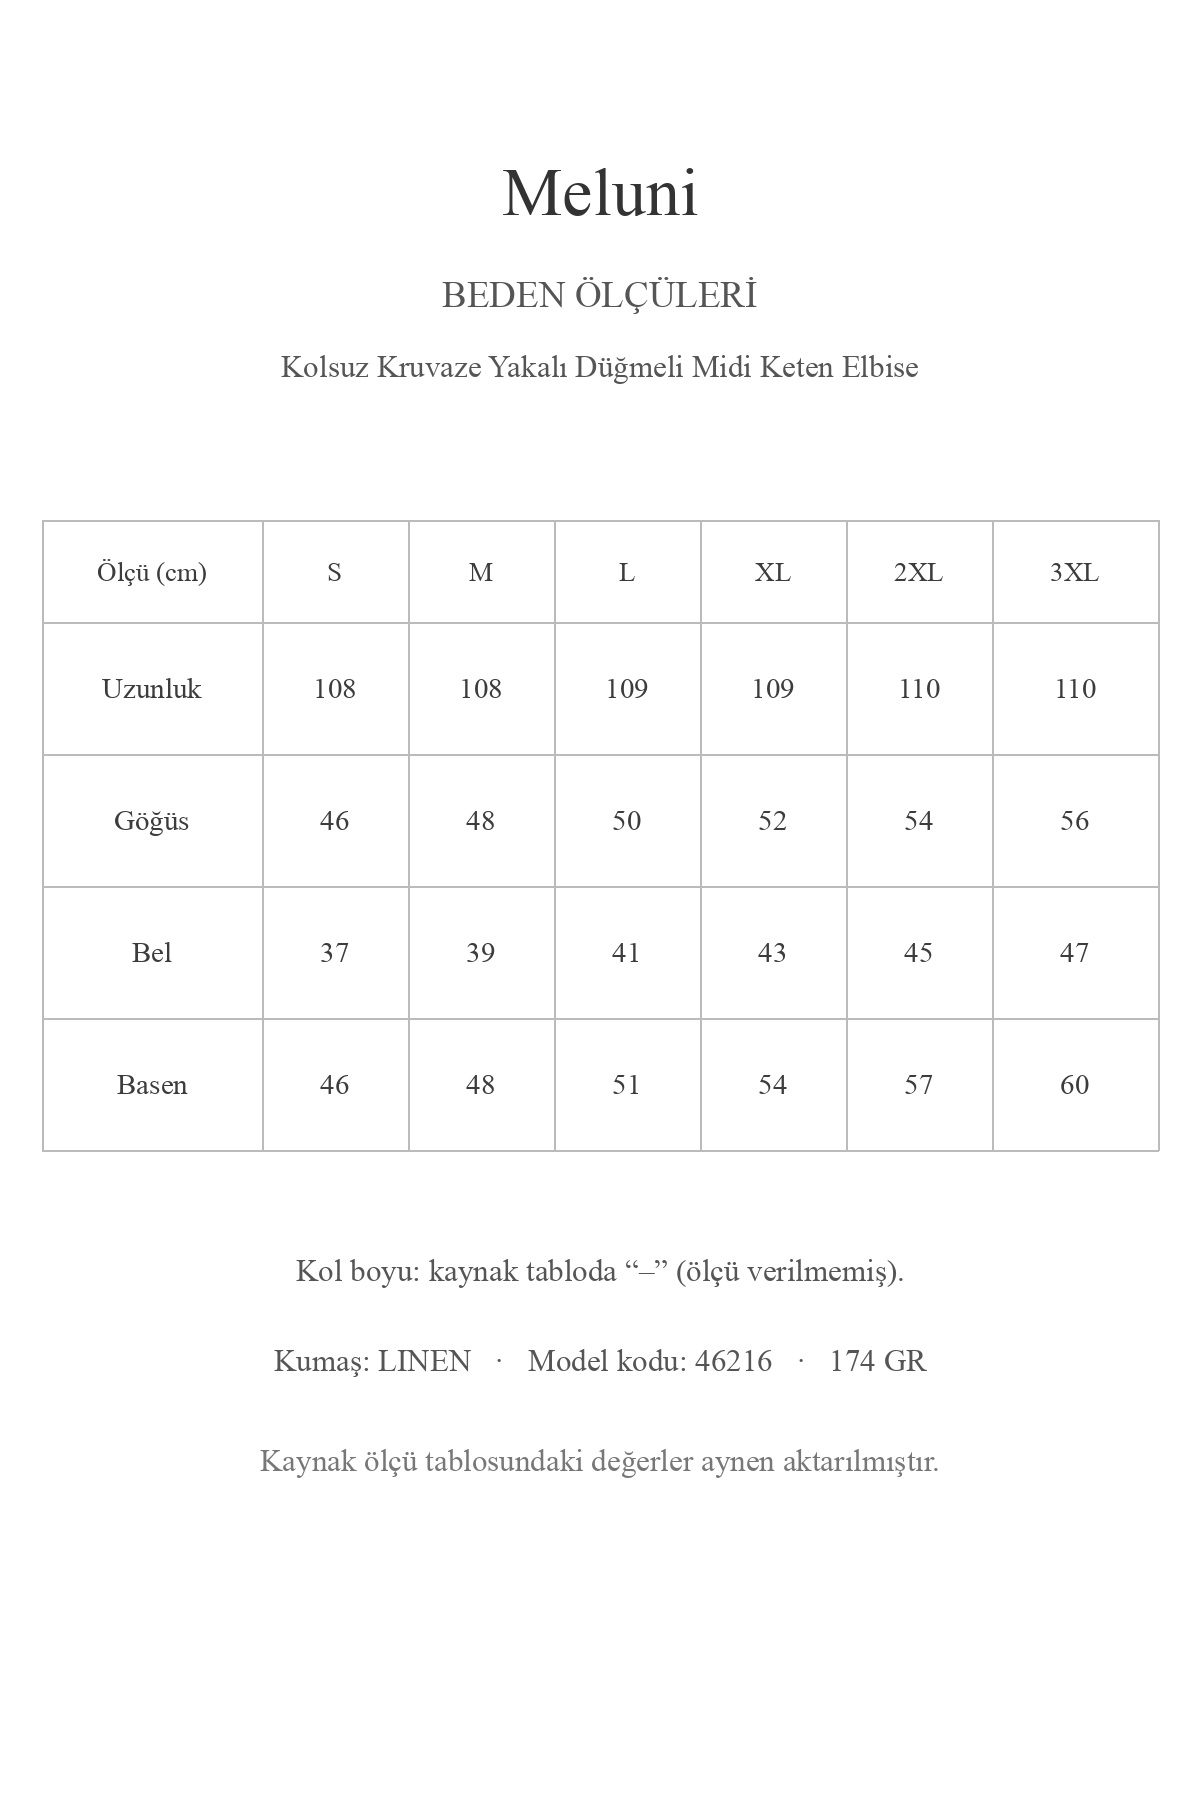 Meluni
BEDEN ÖLÇÜLERİ
Kolsuz Kruvaze Yakalı Düğmeli Midi Keten Elbise
Ölçü (cm) S M L XL 2XL 3XL
Uzunluk 108 108 109 109 110 110
Göğüs 46 48 50 52 54 56
Bel 37 39 41 43 45 47
Basen 46 48 51 54 57 60
Kol boyu: kaynak tabloda “–” (ölçü verilmemiş).
Kumaş: LINEN · Model kodu: 46216 · 174 GR
Kaynak ölçü tablosundaki değerler aynen aktarılmıştır.